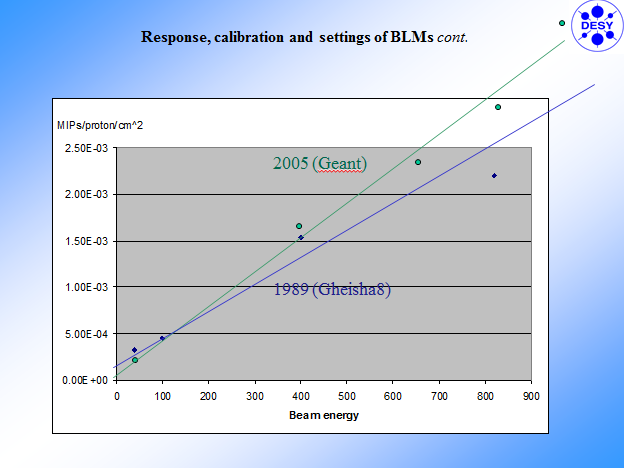 Response, calibration and settings of BLMs cont.
DESY
MIPs/proton/cm^2
2.50E-03
2.00E-03
1.50E-03
1.00E-03
5.00E-04
0.00E+00
2005 (Geant)
1989 (Gheisha8)
0 100 200 300 400 500 600 700 800 900
Beam energy